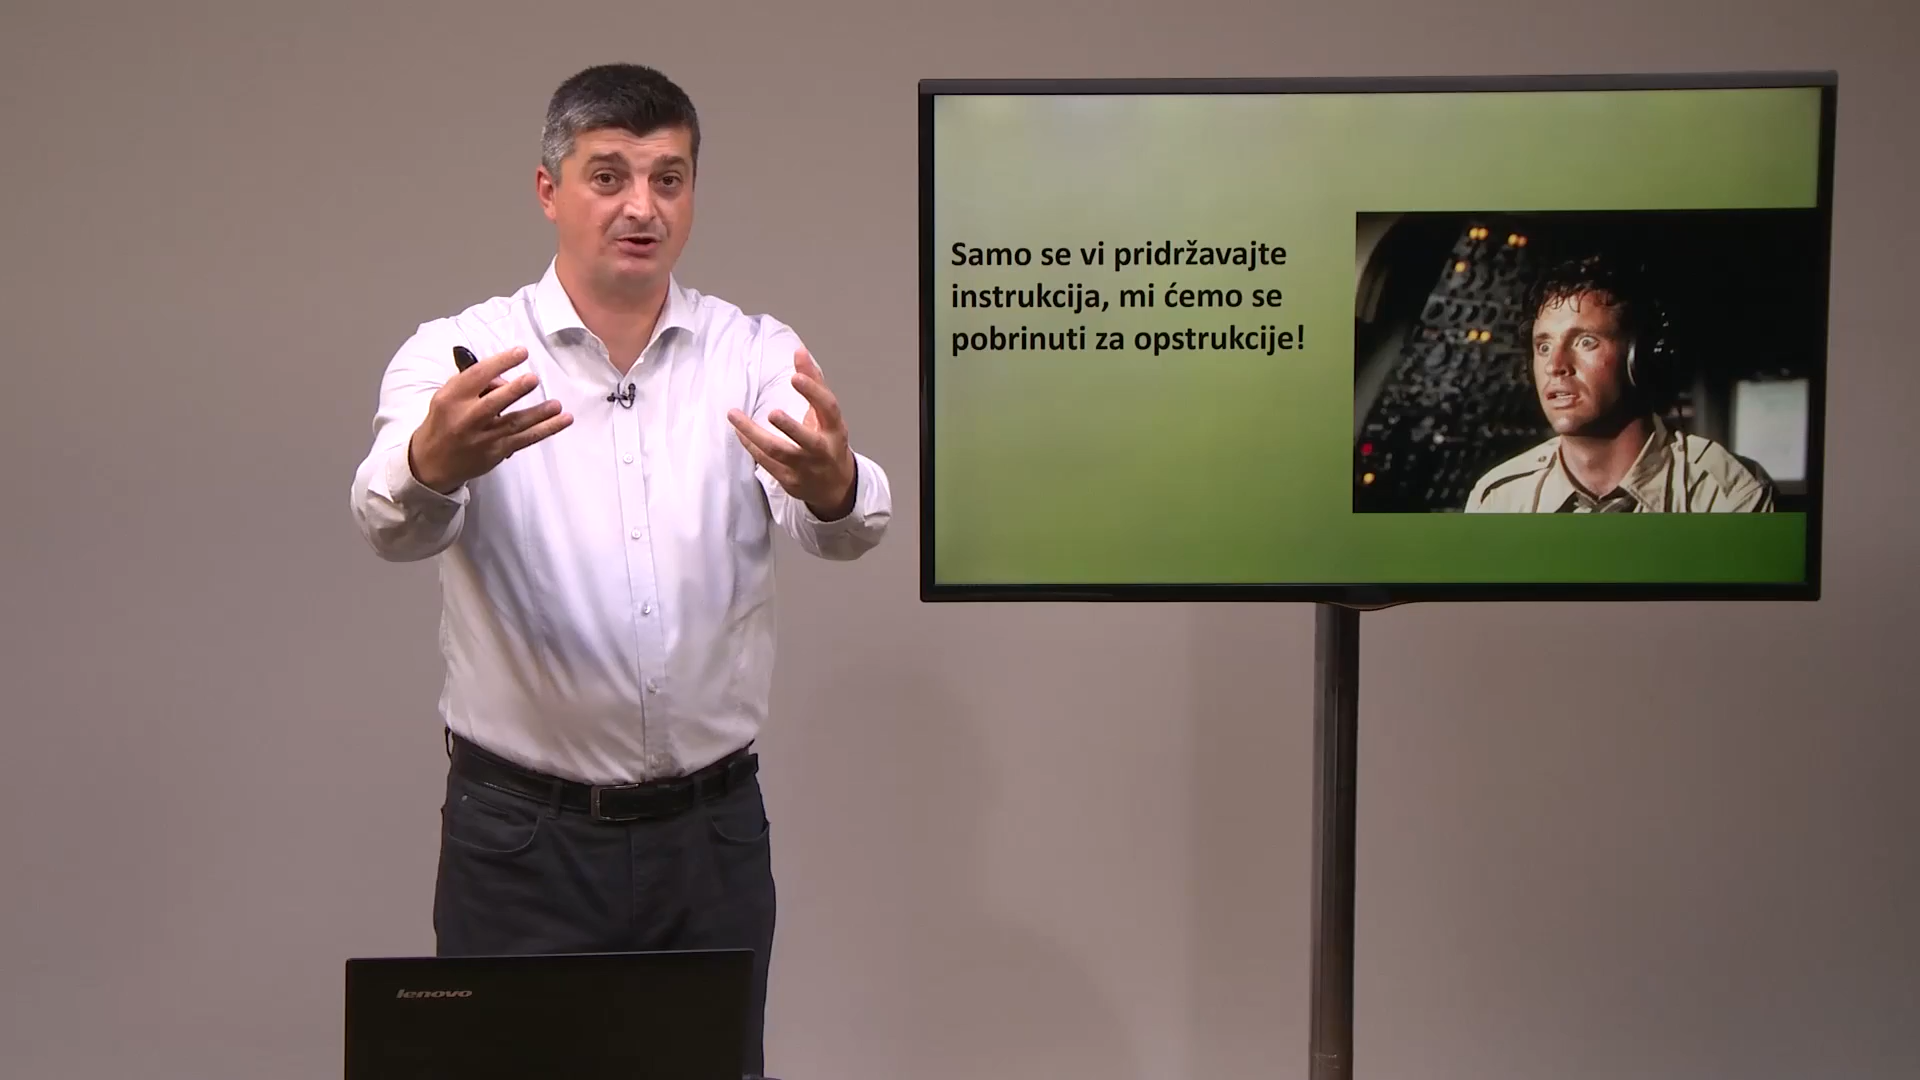 Samo se vi pridržavajte
instrukcija, mi ćemo se
pobrinuti za opstrukcije!
lenovo